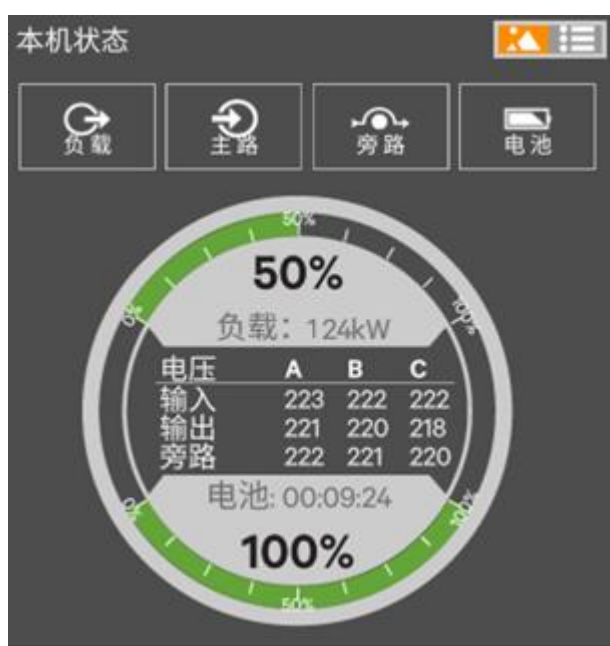 本机状态
负载 主路 旁路 电池
50%
0% 100%
50%
负载：124kW
电压 A B C
输入 223 222 222
输出 221 220 218
旁路 222 221 220
电池: 00:09:24
0% 100%
100%
50%